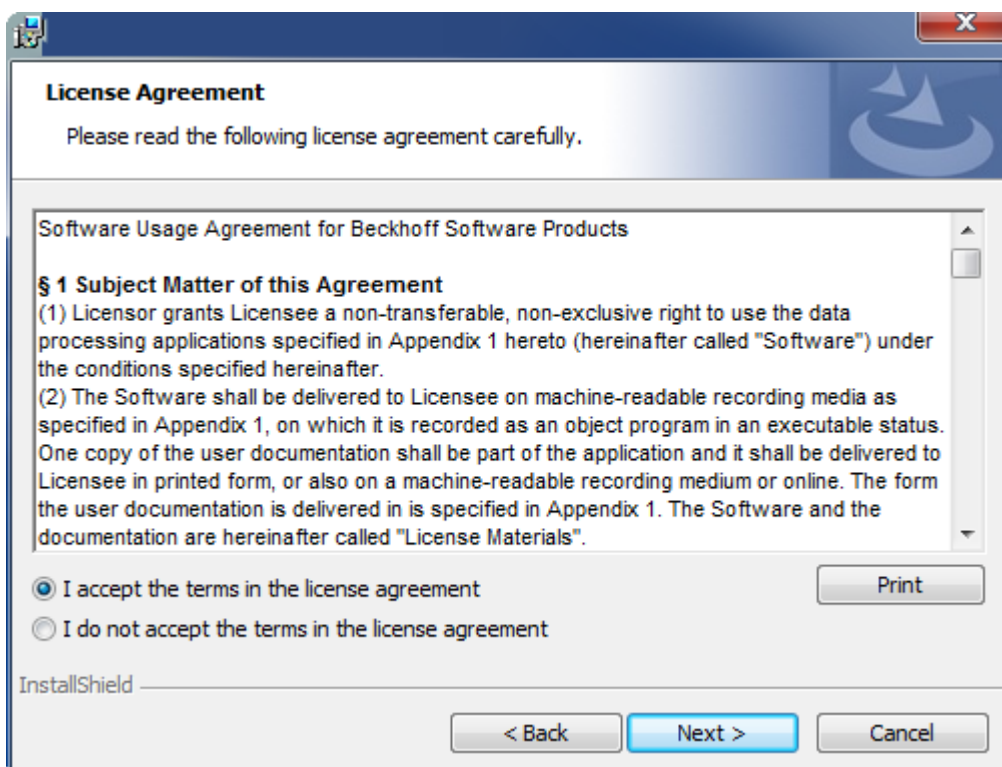 License Agreement
Please read the following license agreement carefully.
Software Usage Agreement for Beckhoff Software Products
§ 1 Subject Matter of this Agreement
(1) Licensor grants Licensee a non-transferable, non-exclusive right to use the data
processing applications specified in Appendix 1 hereto (hereinafter called "Software") under
the conditions specified hereinafter.
(2) The Software shall be delivered to Licensee on machine-readable recording media as
specified in Appendix 1, on which it is recorded as an object program in an executable status.
One copy of the user documentation shall be part of the application and it shall be delivered to
Licensee in printed form, or also on a machine-readable recording medium or online. The form
the user documentation is delivered in is specified in Appendix 1. The Software and the
documentation are hereinafter called "License Materials".
I accept the terms in the license agreement
Print
I do not accept the terms in the license agreement
InstallShield
< Back
Next >
Cancel